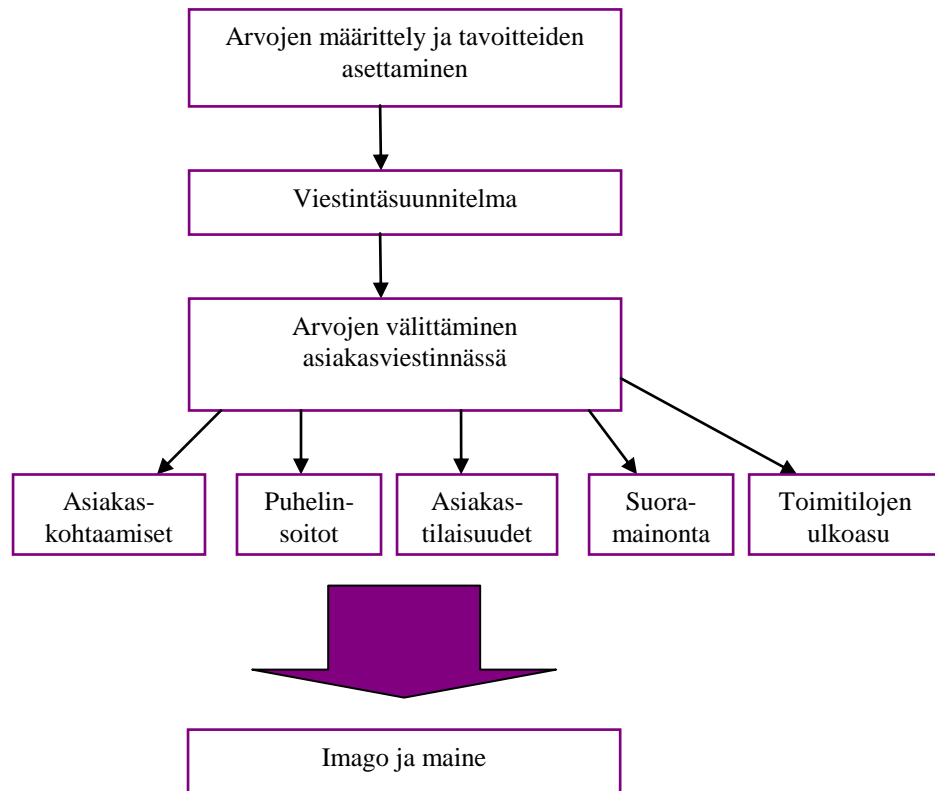 Arvojen määrittely ja tavoitteiden
asettaminen
Viestintäsuunnitelma
Arvojen välittäminen
asiakasviestinnässä
Asiakas-
kohtaamiset
Puhelin-
soitot
Asiakas-
tilaisuudet
Suora-
mainonta
Toimitilojen
ulkoasu
Imago ja maine